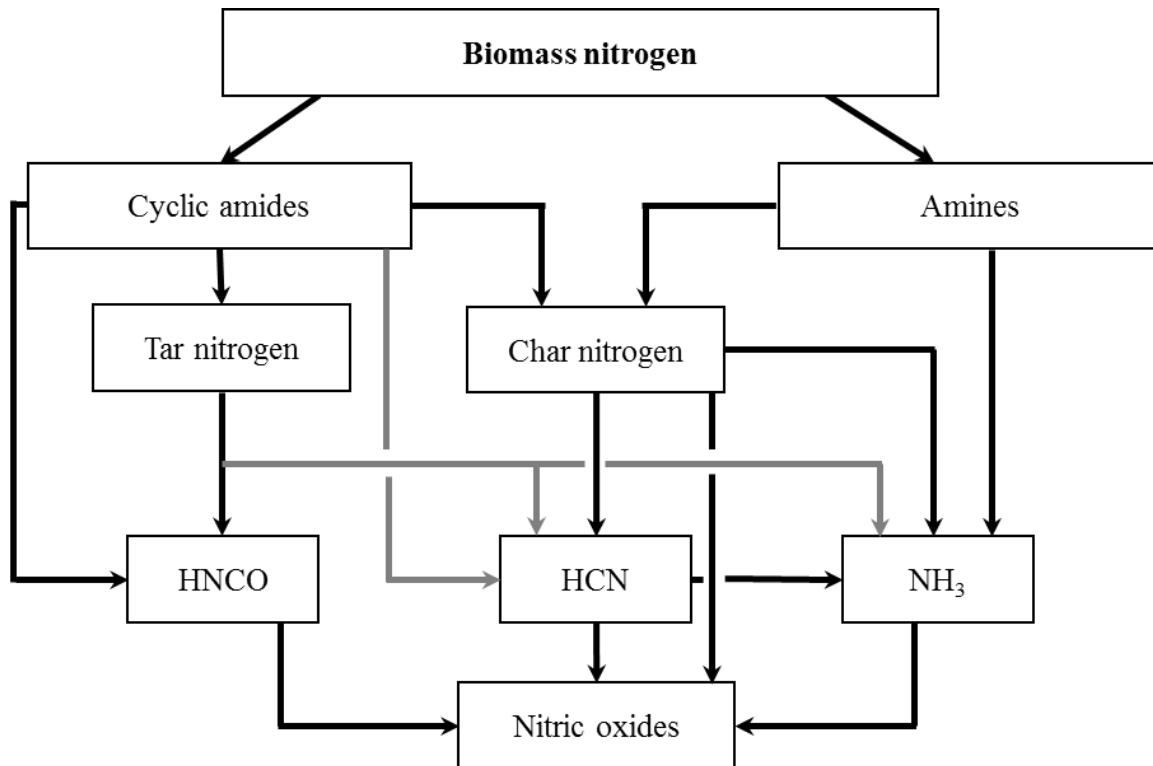 Biomass nitrogen
Cyclic amides
Amines
Tar nitrogen
Char nitrogen
HNCO
HCN
NH₃
Nitric oxides